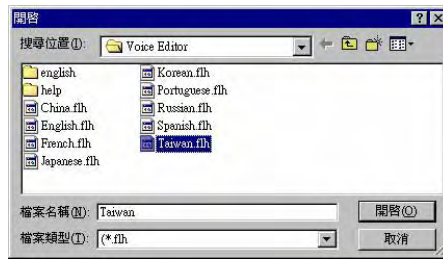 開啓
搜尋位置(I): Voice Editor
english
help
China.flh
English.flh
French.flh
Japanese.flh
Korean.flh
Portuguese.flh
Russian.flh
Spanish.flh
Taiwan.flh
檔案名稱(N): Taiwan 開啓(O)
檔案類型(T): (*.flh 取消